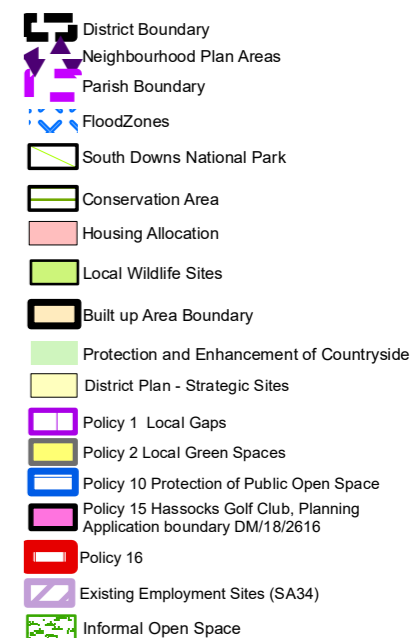 District Boundary
Neighbourhood Plan Areas
Parish Boundary
FloodZones
South Downs National Park
Conservation Area
Housing Allocation
Local Wildlife Sites
Built up Area Boundary
Protection and Enhancement of Countryside
District Plan - Strategic Sites
Policy 1 Local Gaps
Policy 2 Local Green Spaces
Policy 10 Protection of Public Open Space
Policy 15 Hassocks Golf Club, Planning
Application boundary DM/18/2616
Policy 16
Existing Employment Sites (SA34)
Informal Open Space